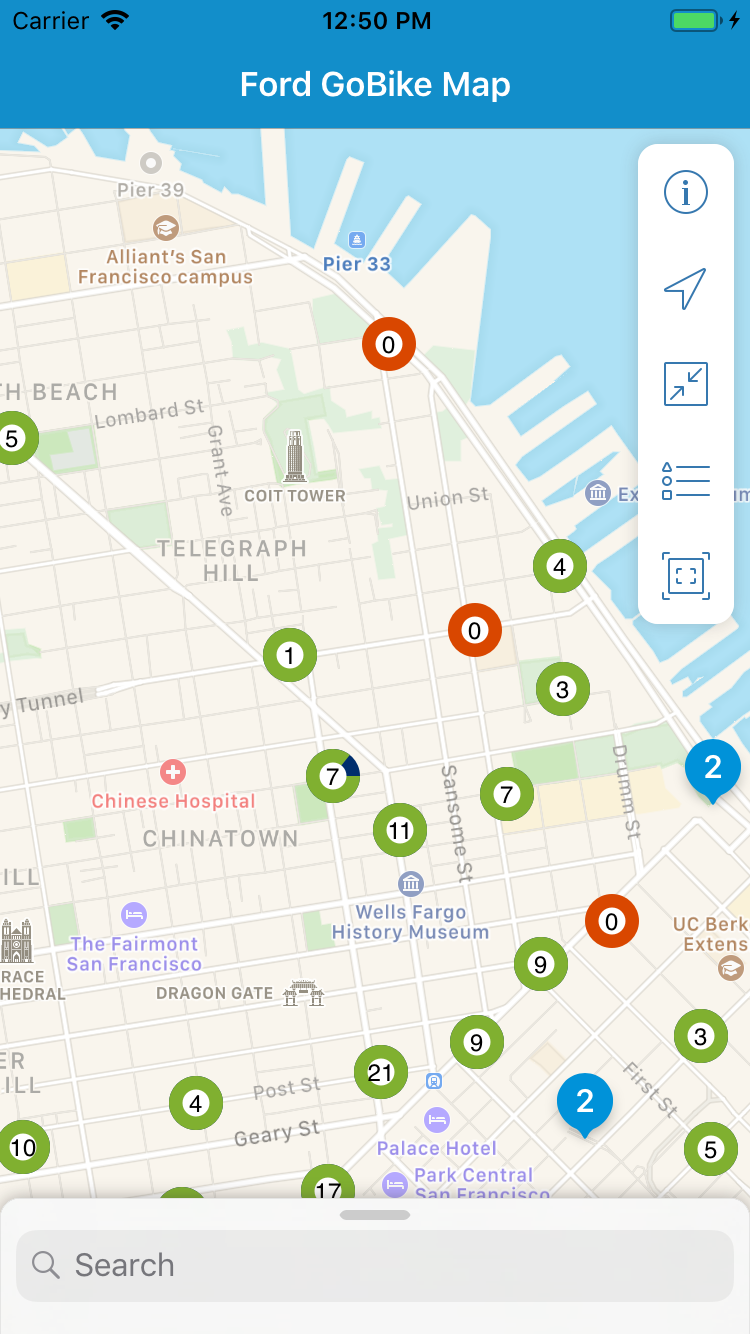 Carrier 12:50 PM
Ford GoBike Map
Pier 39
Alliant's San
Francisco campus
Pier 33
0
TH BEACH
Lombard St
5
Grant Ave
COIT TOWER
Union St
Ex
um
TELEGRAPH
HILL
4
0
1
3
y Tunnel
7
2
Chinese Hospital
7
Sansome St
Drumm St
11
CHINATOWN
ILL
Wells Fargo
History Museum
0
The Fairmont
San Francisco
UC Berk
Extens
9
RACE
HEDRAL
DRAGON GATE
9
3
ER
ILL
21
Post St
First St
4
2
Geary St
10
Palace Hotel
5
Park Central
San Francisco
17
Search